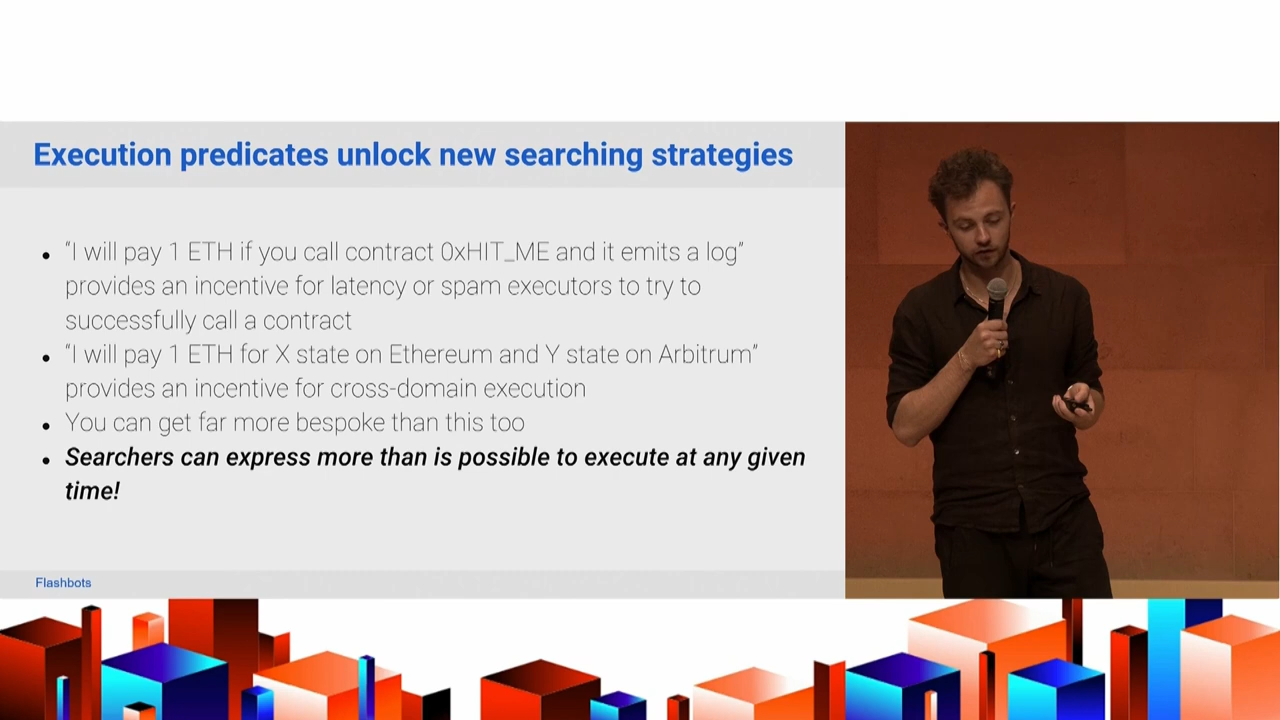 Execution predicates unlock new searching strategies
“I will pay 1 ETH if you call contract 0xHIT_ME and it emits a log”
provides an incentive for latency or spam executors to try to
successfully call a contract
“I will pay 1 ETH for X state on Ethereum and Y state on Arbitrum”
provides an incentive for cross-domain execution
You can get far more bespoke than this too
Searchers can express more than is possible to execute at any given
time!
Flashbots